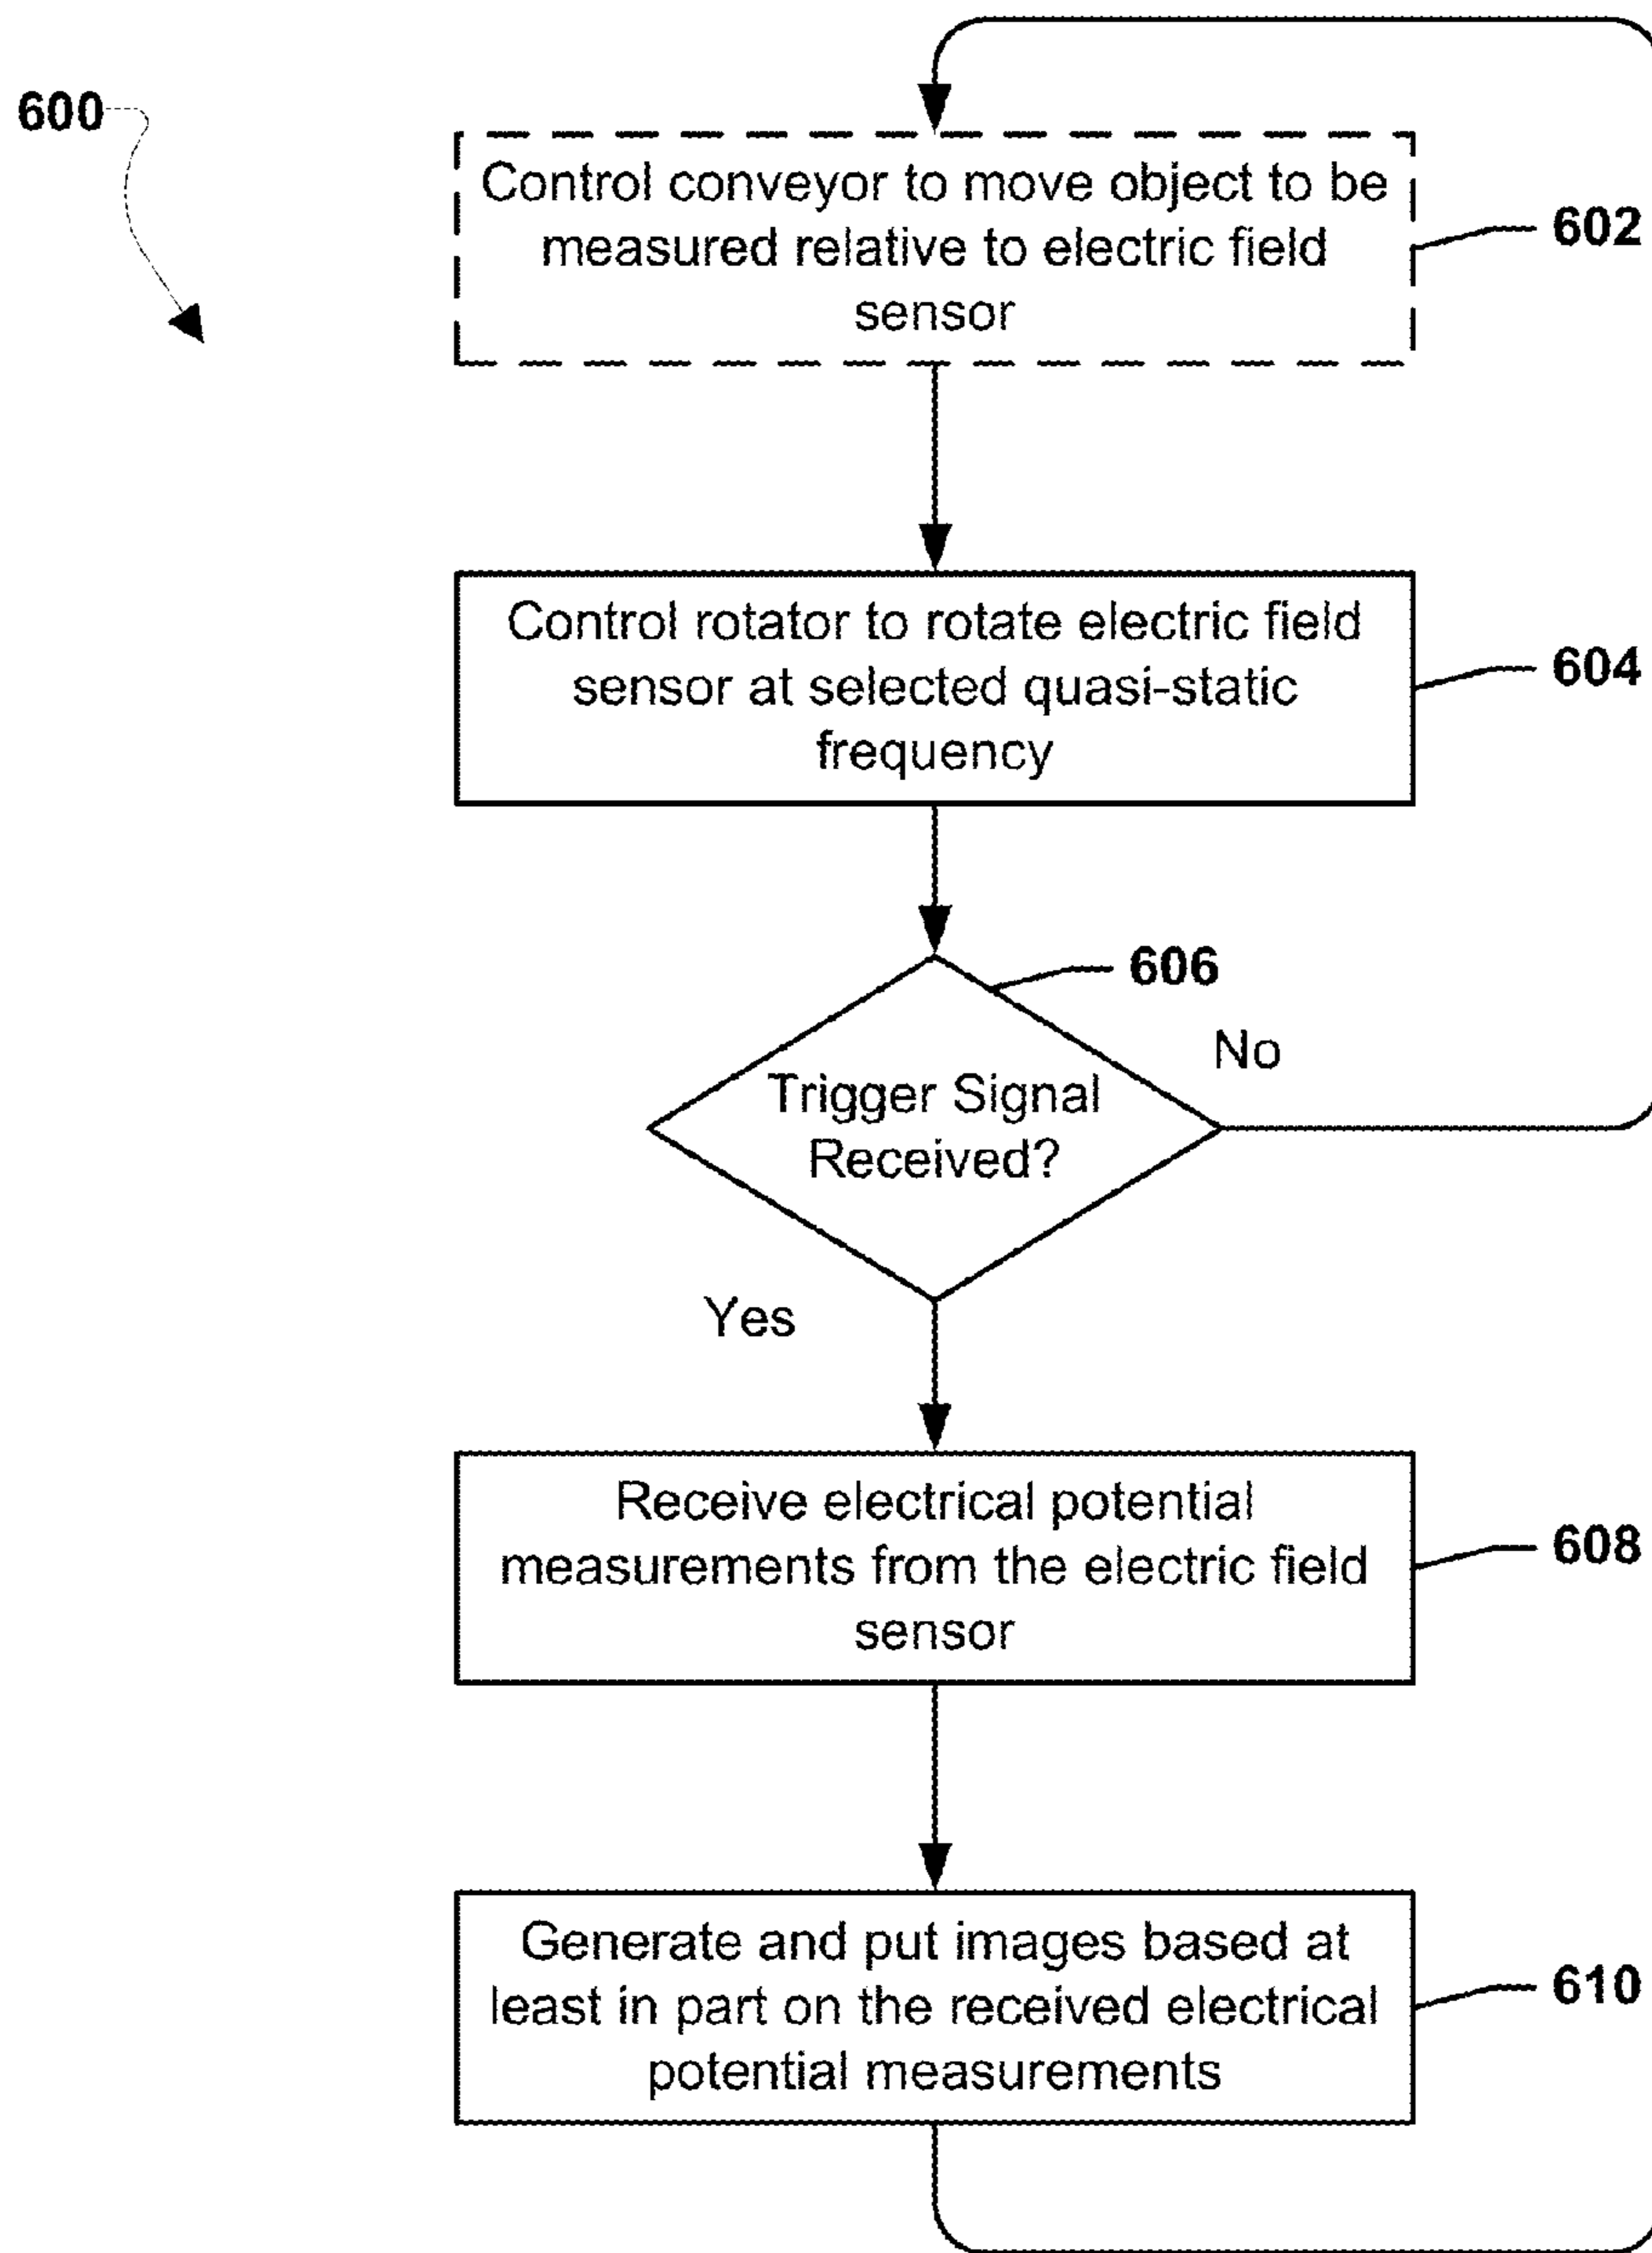 600
Control conveyor to move object to be
measured relative to electric field
sensor
602
Control rotator to rotate electric field
sensor at selected quasi-static
frequency
604
606
Trigger Signal
Received?
No
Yes
Receive electrical potential
measurements from the electric field
sensor
608
Generate and put images based at
least in part on the received electrical
potential measurements
610